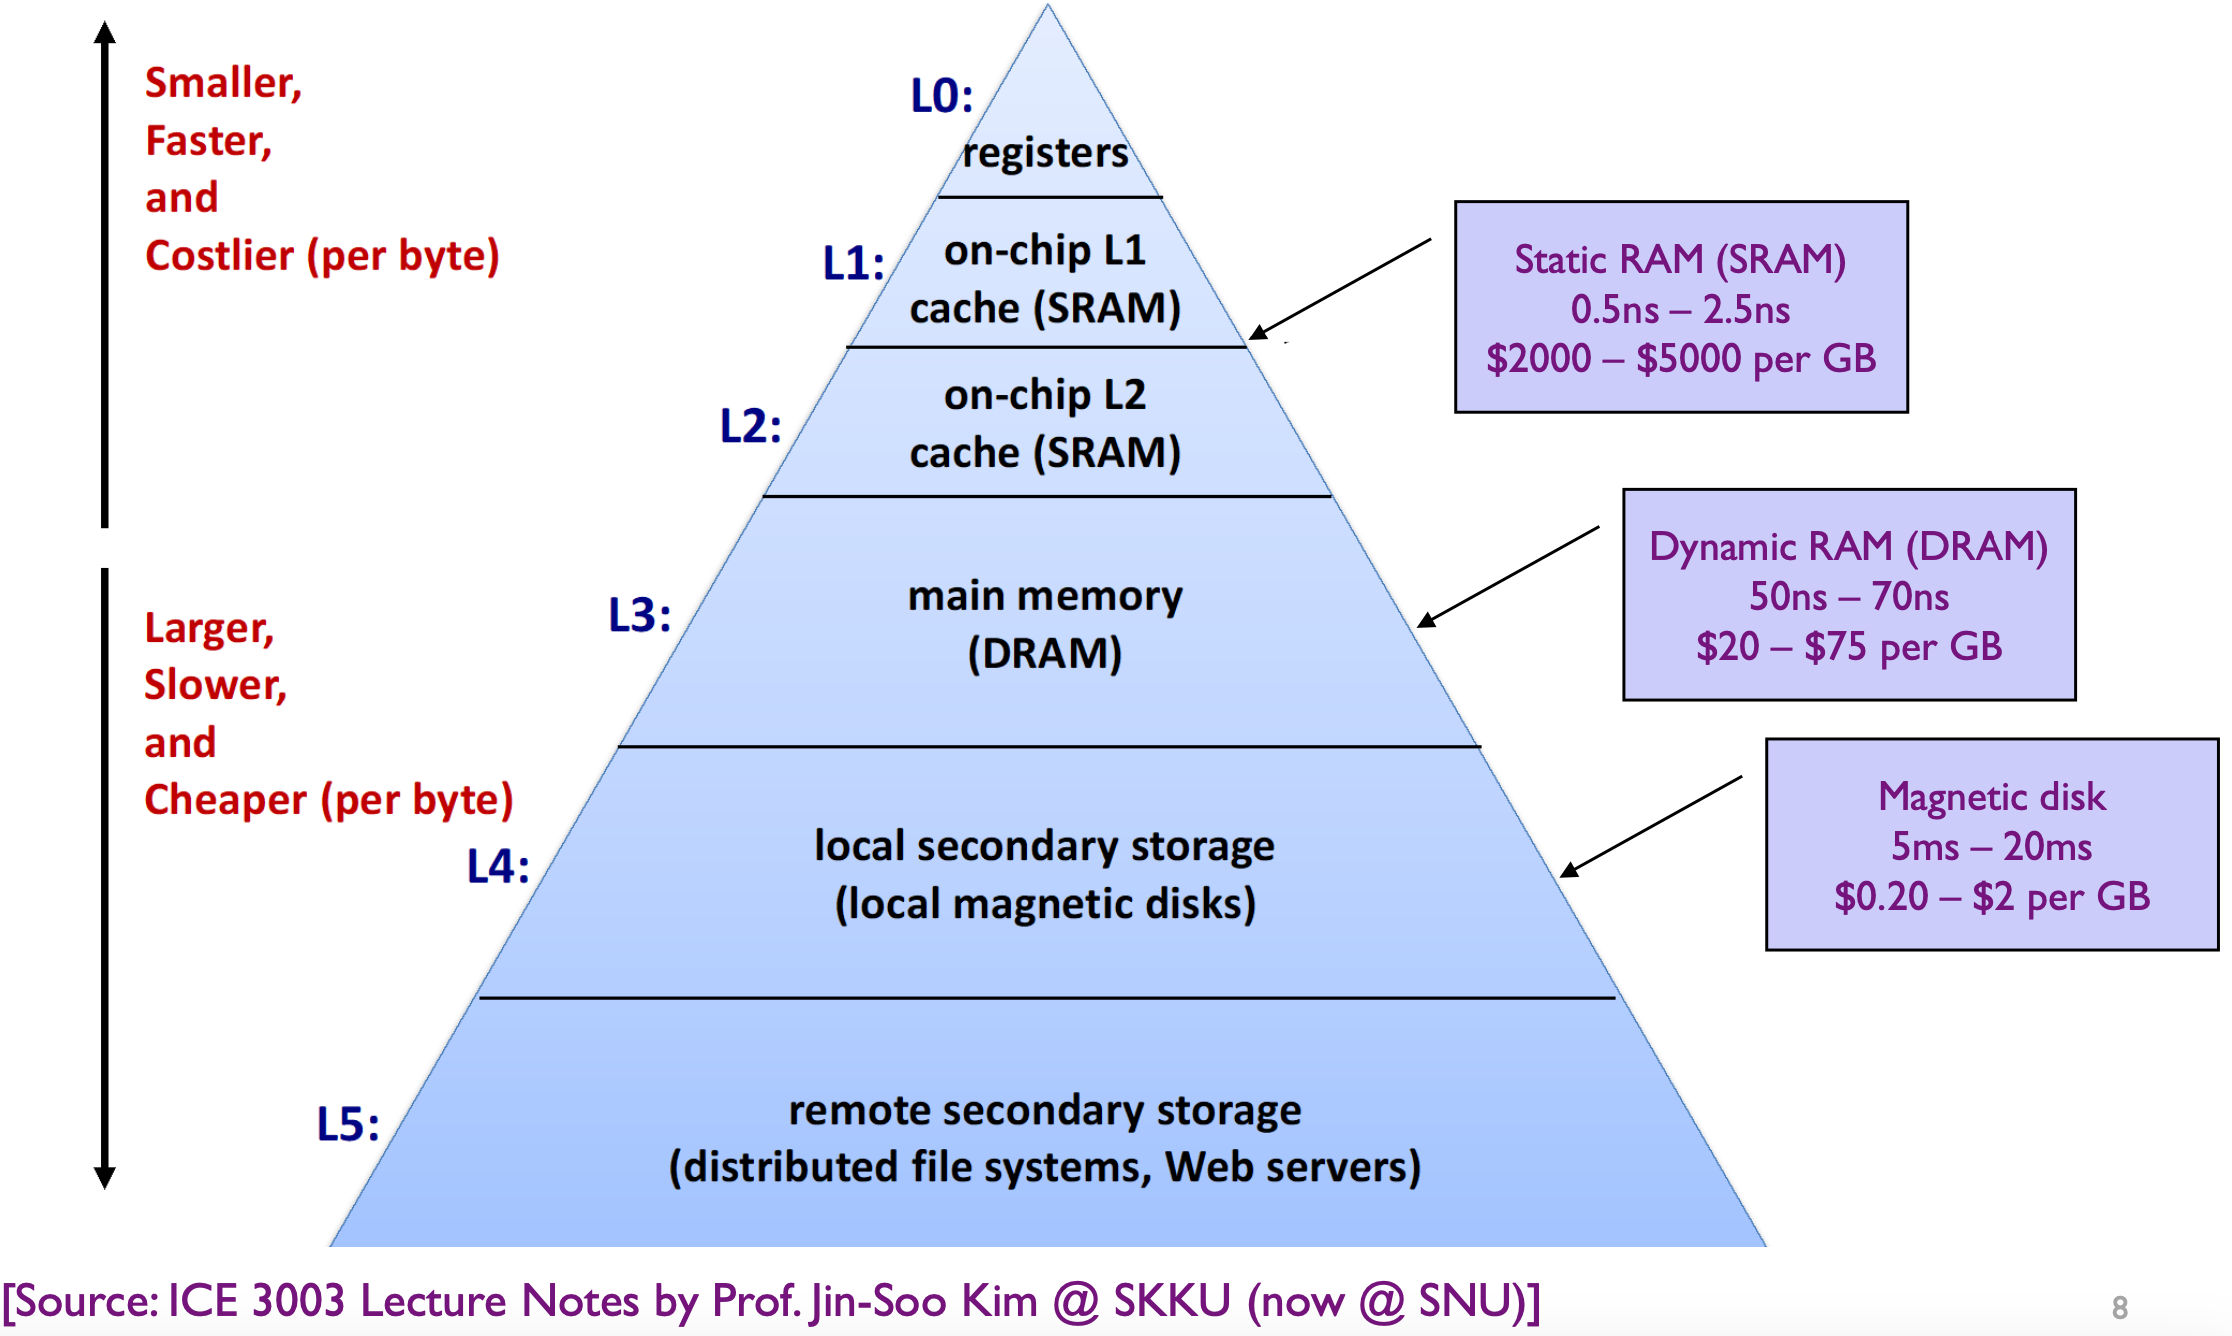 Smaller,
Faster,
and
Costlier (per byte)
Larger,
Slower,
and
Cheaper (per byte)
L0:
registers
L1:
on-chip L1
cache (SRAM)
L2:
on-chip L2
cache (SRAM)
L3:
main memory
(DRAM)
L4:
local secondary storage
(local magnetic disks)
L5:
remote secondary storage
(distributed file systems, Web servers)
Static RAM (SRAM)
0.5ns – 2.5ns
$2000 – $5000 per GB
Dynamic RAM (DRAM)
50ns – 70ns
$20 – $75 per GB
Magnetic disk
5ms – 20ms
$0.20 – $2 per GB
[Source: ICE 3003 Lecture Notes by Prof. Jin-Soo Kim @ SKKU (now @ SNU)]
8